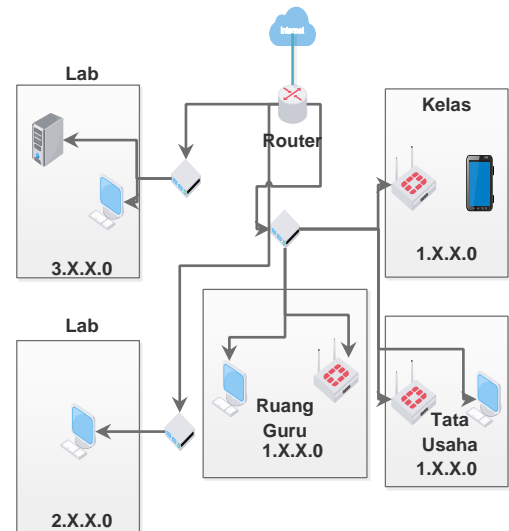 Internet
Lab
Router
Kelas
3.X.X.0
1.X.X.0
Lab
Ruang
Guru
1.X.X.0
Tata
Usaha
1.X.X.0
2.X.X.0